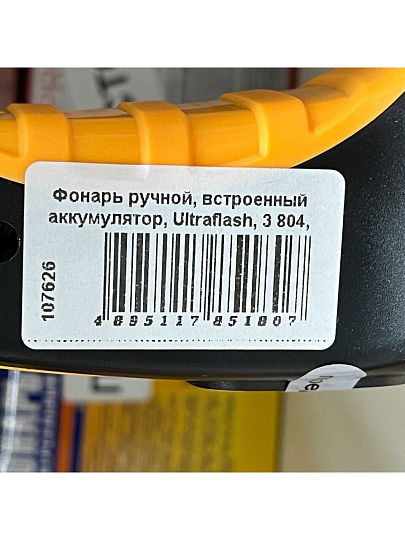 Фонарь ручной, встроенный
аккумулятор, Ultraflash, 3 804,
107626
4 895117 851807